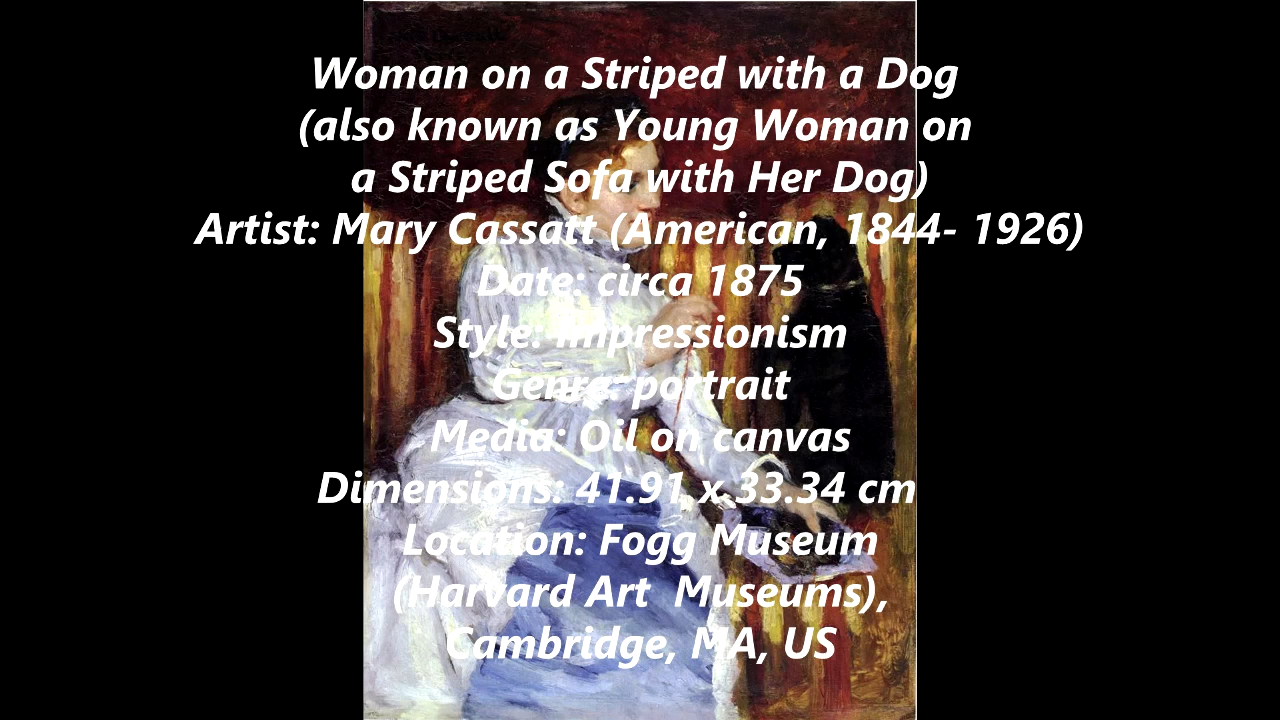 Woman on a Striped with a Dog
(also known as Young Woman on
a Striped Sofa with Her Dog)
Artist: Mary Cassatt (American, 1844- 1926)
Date: circa 1875
Style: Impressionism
Genre: portrait
Media: Oil on canvas
Dimensions: 41.91 x 33.34 cm
Location: Fogg Museum
(Harvard Art  Museums),
Cambridge, MA, US